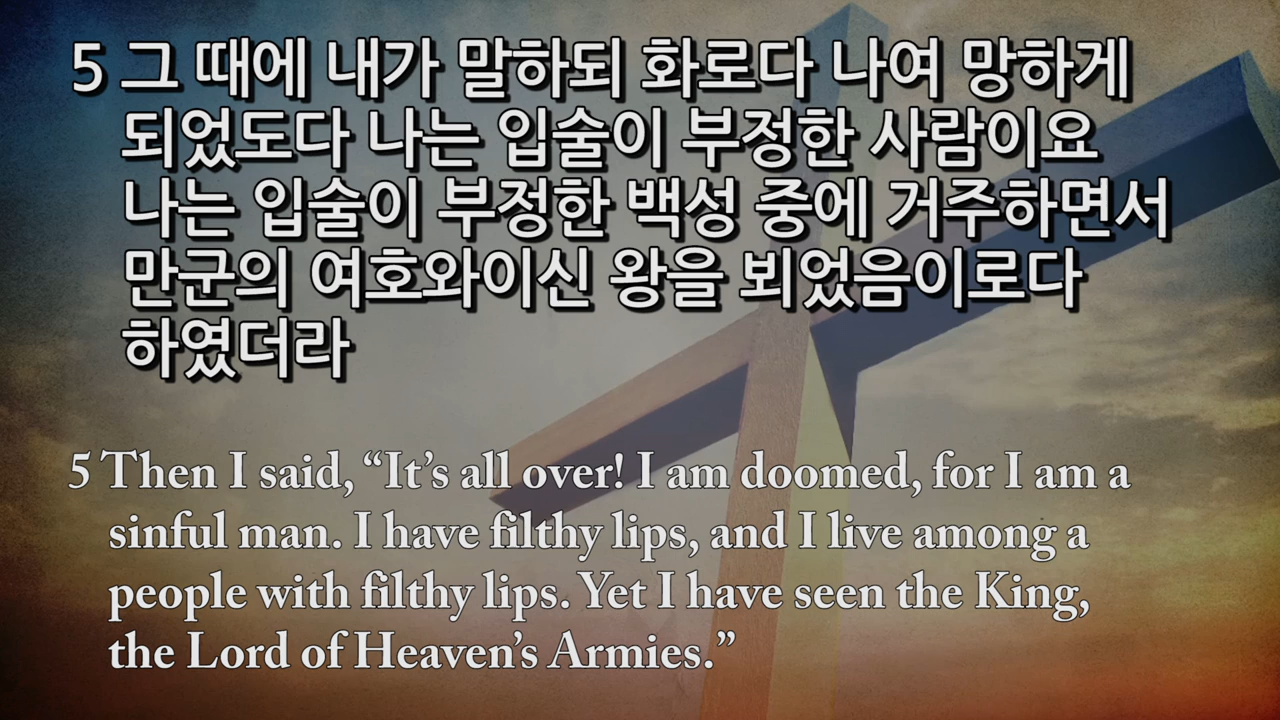 5 그 때에 내가 말하되 화로다 나여 망하게
되었도다 나는 입술이 부정한 사람이요
나는 입술이 부정한 백성 중에 거주하면서
만군의 여호와이신 왕을 뵈었음이로다
하였더라
5 Then I said, “It’s all over! I am doomed, for I am a
sinful man. I have filthy lips, and I live among a
people with filthy lips. Yet I have seen the King,
the Lord of Heaven’s Armies.”